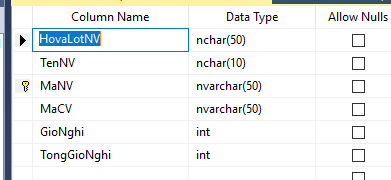 Column Name Data Type Allow Nulls
HovaLotNV nchar(50)
TenNV nchar(10)
MaNV nvarchar(50)
MaCV nvarchar(50)
GioNghi int
TongGioNghi int